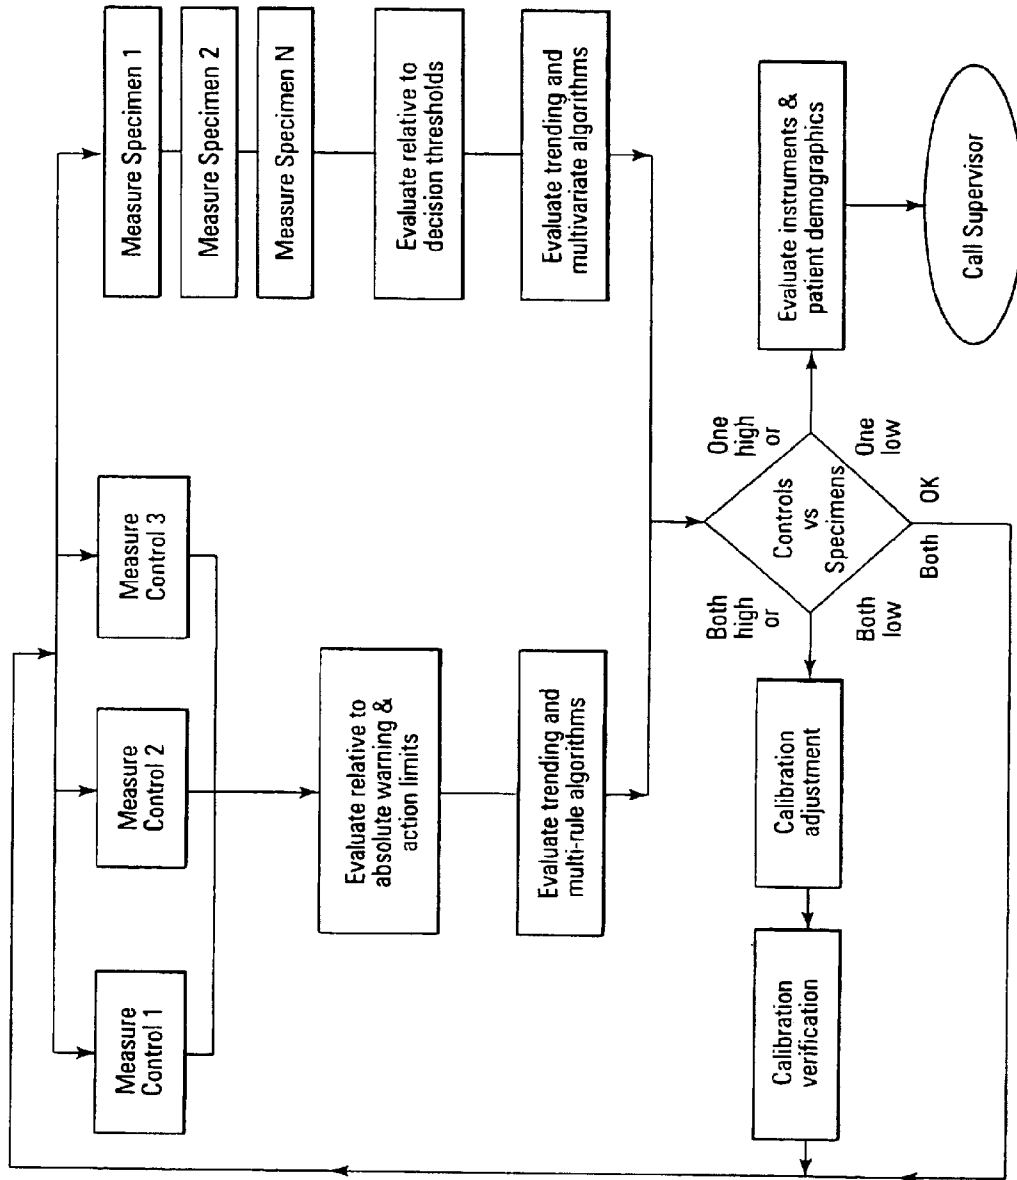 Measure
Control 1
Measure
Control 2
Measure
Control 3
Measure Specimen 1
Measure Specimen 2
Measure Specimen N
Evaluate relative to
absolute warning &
action limits
Evaluate relative to
decision thresholds
Evaluate trending and
multi-rule algorithms
Evaluate trending and
multivariate algorithms
Controls
vs
Specimens
Both
high
or
Both
low
One
high
or
One
low
Both OK
Calibration
verification
Calibration
adjustment
Evaluate instruments &
patient demographics
Call Supervisor